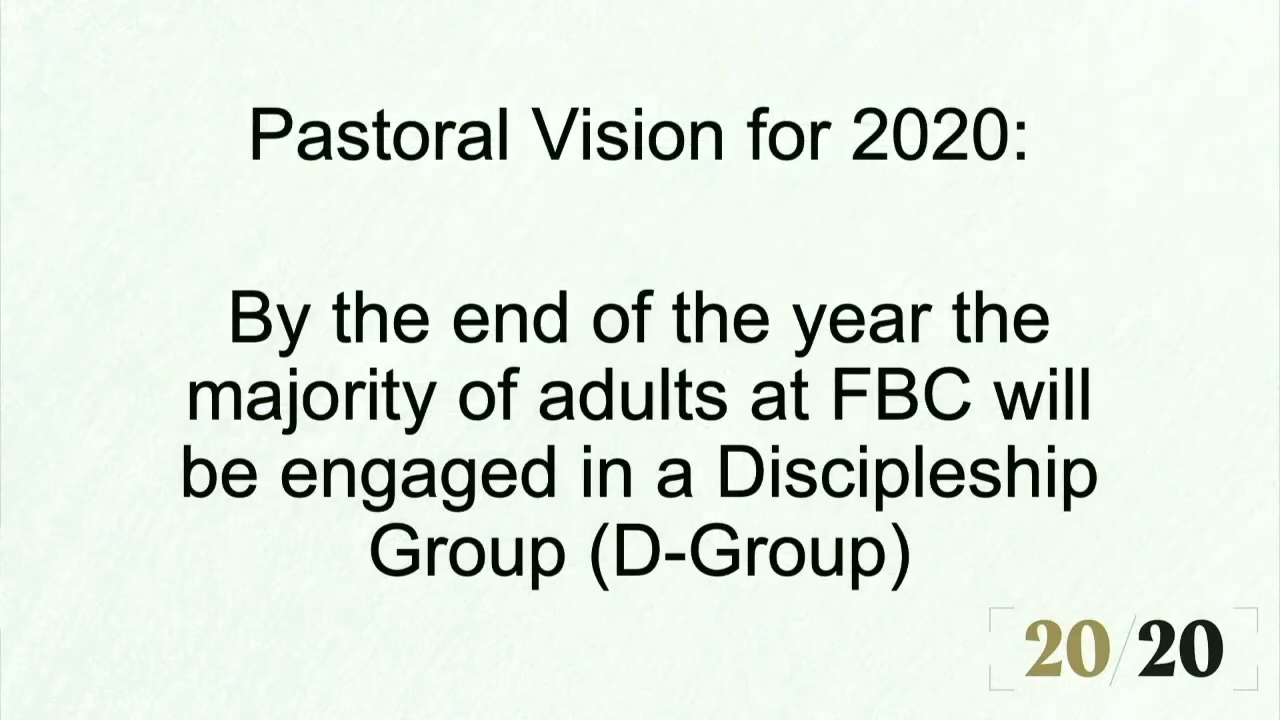 Pastoral Vision for 2020:
By the end of the year the
majority of adults at FBC will
be engaged in a Discipleship
Group (D-Group)
20/20